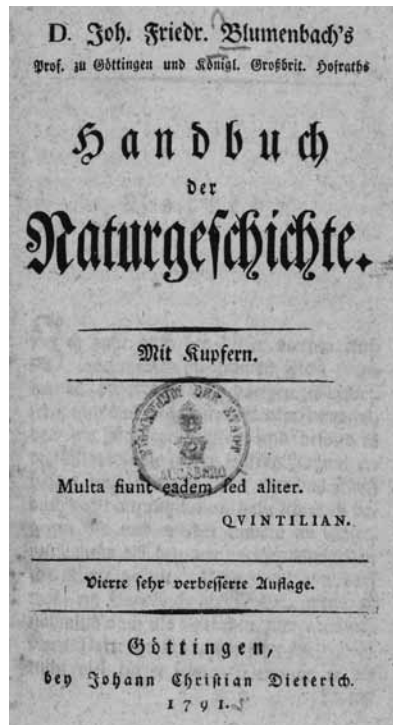 D. Joh. Friedr. Blumenbach's
Prof. zu Göttingen und Königl. Großbrit. Hofraths
Handbuch
der
Naturgeschichte.
Mit Kupfern.
Multa fiunt eadem sed aliter.
QVINTILIAN.
Vierte sehr verbesserte Auflage.
Göttingen,
bey Johann Christian Dieterich.
1791.